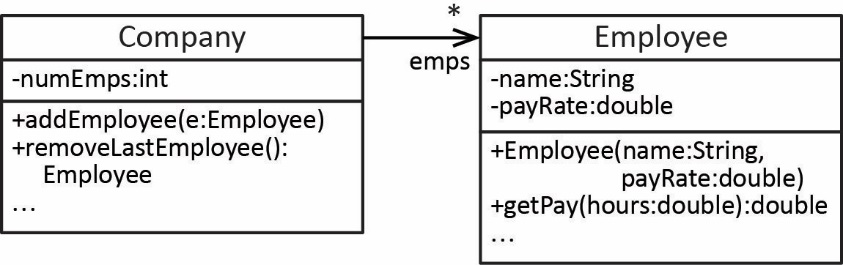 Company
-numEmps:int
+addEmployee(e:Employee)
+removeLastEmployee():
Employee
...
*
emps
Employee
-name:String
-payRate:double
+Employee(name:String,
payRate:double)
+getPay(hours:double):double
...